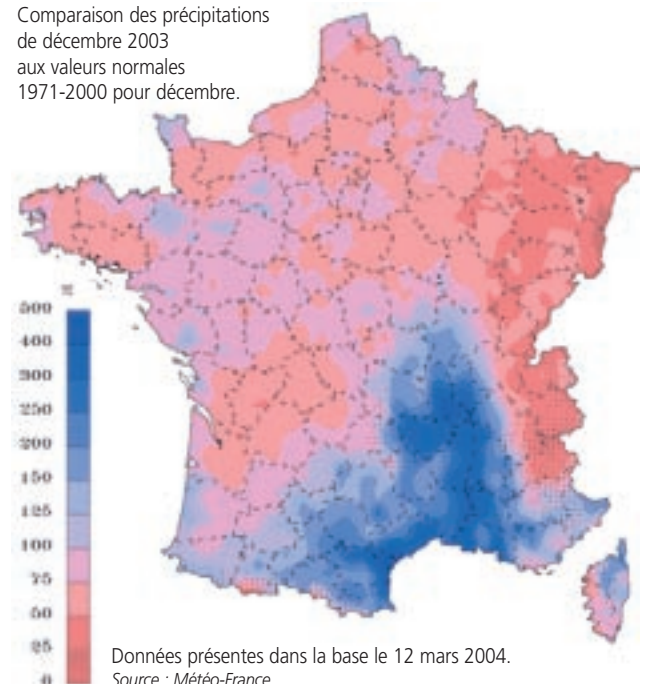 Comparaison des précipitations
de décembre 2003
aux valeurs normales
1971-2000 pour décembre.
%
500
400
300
250
200
150
125
100
75
50
25
0
Données présentes dans la base le 12 mars 2004.
Source : Météo-France